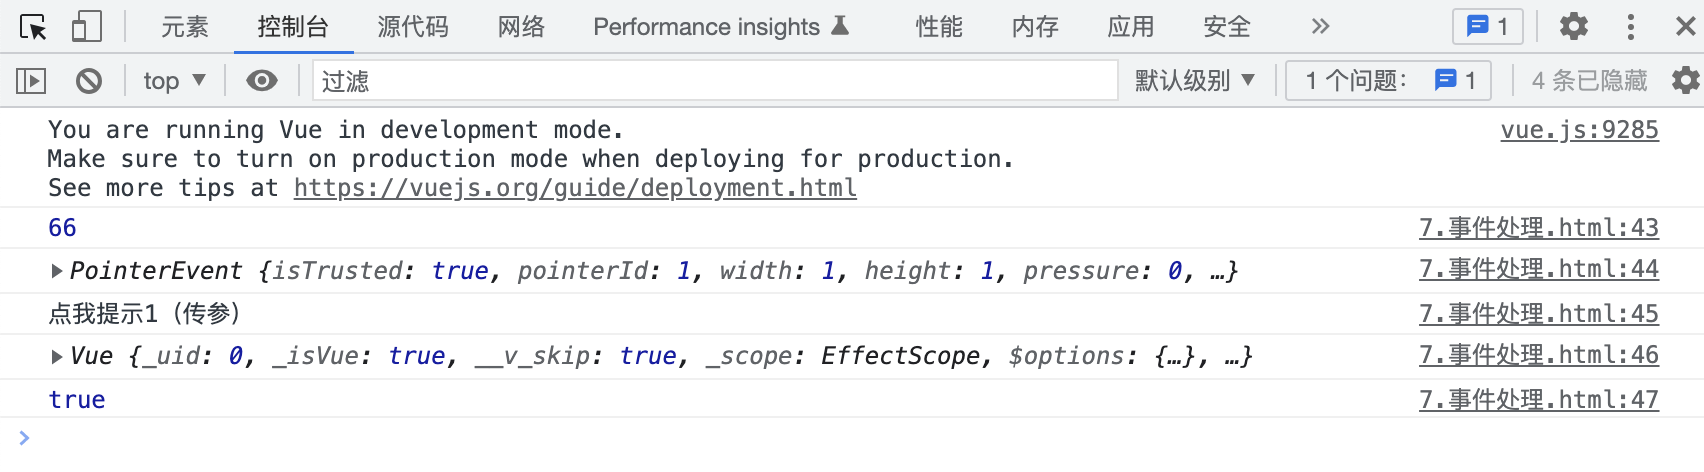 元素 控制台 源代码 网络 Performance insights 性能 内存 应用 安全 » 1
top ▼ 过滤 默认级别 ▼ 1 个问题： 1 4 条已隐藏
You are running Vue in development mode. vue.js:9285
Make sure to turn on production mode when deploying for production.
See more tips at https://vuejs.org/guide/deployment.html
66 7.事件处理.html:43
▶PointerEvent {isTrusted: true, pointerId: 1, width: 1, height: 1, pressure: 0, …} 7.事件处理.html:44
点我提示1（传参） 7.事件处理.html:45
▶Vue {_uid: 0, _isVue: true, __v_skip: true, _scope: EffectScope, $options: {…}, …} 7.事件处理.html:46
true 7.事件处理.html:47